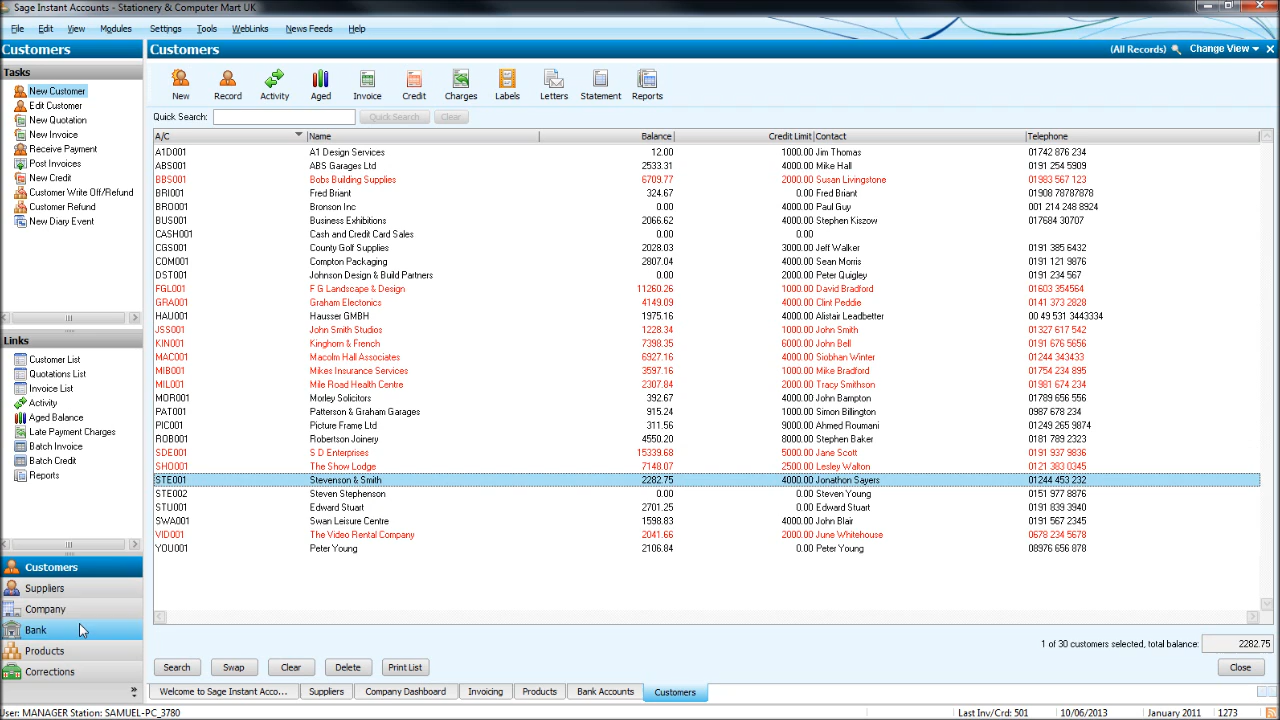 Sage Instant Accounts - Stationery & Computer Mart UK
File Edit View Modules Settings Tools WebLinks News Feeds Help
Customers
Customers
(All Records) Change View
Tasks
New Customer
Edit Customer
New Quotation
New Invoice
Receive Payment
Post Invoices
New Credit
Customer Write Off/Refund
Customer Refund
New Diary Event
Links
Customer List
Quotations List
Invoice List
Activity
Aged Balance
Late Payment Charges
Batch Invoice
Batch Credit
Reports
Customers
Suppliers
Company
Bank
Products
Corrections
New Record Activity Aged Invoice Credit Charges Labels Letters Statement Reports
Quick Search: Quick Search Clear
A/C Name Balance Credit Limit Contact Telephone
A1D001 A1 Design Services 12.00 1000.00 Jim Thomas 01742 876 234
ABS001 ABS Garages Ltd 2533.31 4000.00 Mike Hall 0191 254 5909
BBS001 Bobs Building Supplies 6709.77 2000.00 Susan Livingstone 01983 567 123
BRI001 Fred Briant 324.67 0.00 Fred Briant 01908 78787878
BRO001 Bronson Inc 0.00 4000.00 Paul Guy 001 214 248 8924
BUS001 Business Exhibitions 2066.62 4000.00 Stephen Kiszow 017684 30707
CASH001 Cash and Credit Card Sales 0.00 0.00
CGS001 County Golf Supplies 2028.03 3000.00 Jeff Walker 0191 385 6432
COM001 Compton Packaging 2807.04 4000.00 Sean Morris 0191 121 9876
DST001 Johnson Design & Build Partners 0.00 2000.00 Peter Quigley 0191 234 567
FGL001 F G Landscape & Design 11260.26 1000.00 David Bradford 01603 354564
GRA001 Graham Electonics 4149.09 1000.00 Clint Peddie 0141 373 2828
HAU001 Hausser GMBH 1975.16 4000.00 Alistair Leadbetter 00 49 531 3443334
JSS001 John Smith Studios 1228.34 1000.00 John Smith 01327 617 542
KIN001 Kinghorn & French 7398.35 6000.00 John Bell 0191 676 5656
MAC001 Macolm Hall Associates 6927.16 4000.00 Siobhan Winter 01244 343433
MIB001 Mikes Insurance Services 3597.16 1000.00 Mike Bradford 01754 234 895
MIL001 Mile Road Health Centre 2307.84 2000.00 Tracy Smithson 01981 674 234
MOR001 Morley Solicitors 392.67 4000.00 John Bampton 01789 656 556
PAT001 Patterson & Graham Garages 915.24 1000.00 Simon Billington 0987 678 234
PIC001 Picture Frame Ltd 311.56 9000.00 Ahmed Roumani 01249 265 9874
ROB001 Robertson Joinery 4550.20 8000.00 Stephen Baker 0181 789 2323
SDE001 S D Enterprises 15339.68 5000.00 Jane Scott 0191 937 9836
SHO001 The Show Lodge 7148.07 2500.00 Lesley Walton 0121 383 0345
STE001 Stevenson & Smith 2282.75 4000.00 Jonathon Sayers 01244 453 232
STE002 Steven Stephenson 0.00 0.00 Steven Young 0151 977 8876
STU001 Edward Stuart 2701.25 0.00 Edward Stuart 0191 839 3940
SWA001 Swan Leisure Centre 1598.83 4000.00 John Blair 0191 567 2345
VID001 The Video Rental Company 2041.66 2000.00 June Whitehouse 0678 234 5678
YOU001 Peter Young 2106.84 0.00 Peter Young 08976 656 878
1 of 30 customers selected, total balance: 2282.75
Search Swap Clear Delete Print List Close
Welcome to Sage Instant Acco... Suppliers Company Dashboard Invoicing Products Bank Accounts Customers
User: MANAGER Station: SAMUEL-PC_3780 Last Inv/Crd: 501 10/06/2013 January 2011 1273